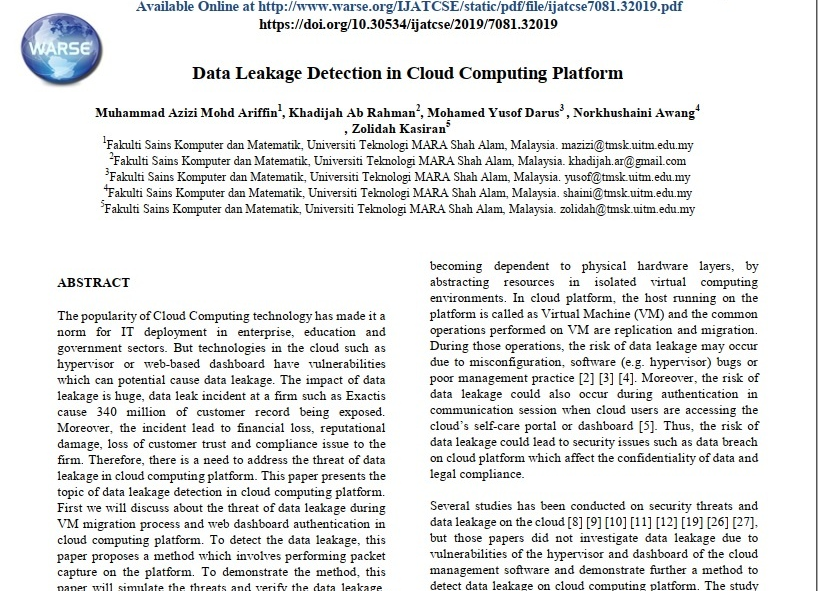 Available Online at http://www.warse.org/IJATCSE/static/pdf/file/ijatcse7081.32019.pdf
https://doi.org/10.30534/ijatcse/2019/7081.32019
WARSE
Data Leakage Detection in Cloud Computing Platform
Muhammad Azizi Mohd Ariffin1, Khadijah Ab Rahman2, Mohamed Yusof Darus3 , Norkhushaini Awang4
, Zolidah Kasiran5
1Fakulti Sains Komputer dan Matematik, Universiti Teknologi MARA Shah Alam, Malaysia. mazizi@tmsk.uitm.edu.my
2Fakulti Sains Komputer dan Matematik, Universiti Teknologi MARA Shah Alam, Malaysia. khadijah.ar@gmail.com
3Fakulti Sains Komputer dan Matematik, Universiti Teknologi MARA Shah Alam, Malaysia. yusof@tmsk.uitm.edu.my
4Fakulti Sains Komputer dan Matematik, Universiti Teknologi MARA Shah Alam, Malaysia. shaini@tmsk.uitm.edu.my
5Fakulti Sains Komputer dan Matematik, Universiti Teknologi MARA Shah Alam, Malaysia. zolidah@tmsk.uitm.edu.my
ABSTRACT
The popularity of Cloud Computing technology has made it a
norm for IT deployment in enterprise, education and
government sectors. But technologies in the cloud such as
hypervisor or web-based dashboard have vulnerabilities
which can potential cause data leakage. The impact of data
leakage is huge, data leak incident at a firm such as Exactis
cause 340 million of customer record being exposed.
Moreover, the incident lead to financial loss, reputational
damage, loss of customer trust and compliance issue to the
firm. Therefore, there is a need to address the threat of data
leakage in cloud computing platform. This paper presents the
topic of data leakage detection in cloud computing platform.
First we will discuss about the threat of data leakage during
VM migration process and web dashboard authentication in
cloud computing platform. To detect the data leakage, this
paper proposes a method which involves performing packet
capture on the platform. To demonstrate the method, this
paper will simulate the threats and verify the data leakage.
becoming dependent to physical hardware layers, by
abstracting resources in isolated virtual computing
environments. In cloud platform, the host running on the
platform is called as Virtual Machine (VM) and the common
operations performed on VM are replication and migration.
During those operations, the risk of data leakage may occur
due to misconfiguration, software (e.g. hypervisor) bugs or
poor management practice [2] [3] [4]. Moreover, the risk of
data leakage could also occur during authentication in
communication session when cloud users are accessing the
cloud’s self-care portal or dashboard [5]. Thus, the risk of
data leakage could lead to security issues such as data breach
on cloud platform which affect the confidentiality of data and
legal compliance.
Several studies has been conducted on security threats and
data leakage on the cloud [8] [9] [10] [11] [12] [19] [26] [27],
but those papers did not investigate data leakage due to
vulnerabilities of the hypervisor and dashboard of the cloud
management software and demonstrate further a method to
detect data leakage on cloud computing platform. The study